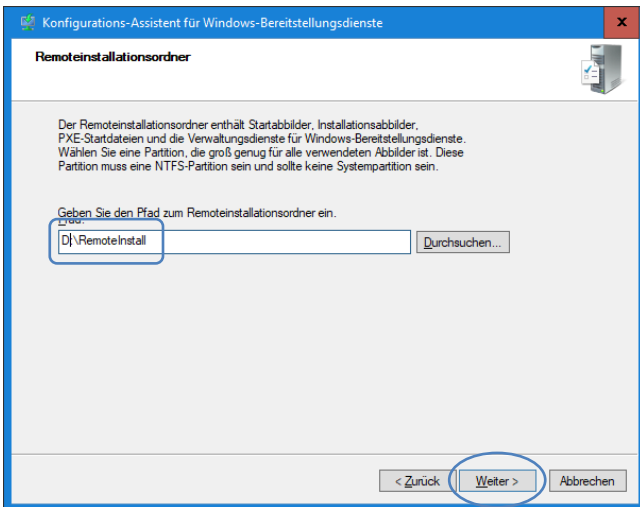 Konfigurations-Assistent für Windows-Bereitstellungsdienste
x
Remoteinstallationsordner
Der Remoteinstallationsordner enthält Startabbilder, Installationsabbilder,
PXE-Startdateien und die Verwaltungsdienste für Windows-Bereitstellungsdienste.
Wählen Sie eine Partition, die groß genug für alle verwendeten Abbilder ist. Diese
Partition muss eine NTFS-Partition sein und sollte keine Systempartition sein.
Geben Sie den Pfad zum Remoteinstallationsordner ein.
Pfad:
D:\RemoteInstall
Durchsuchen...
< Zurück
Weiter >
Abbrechen